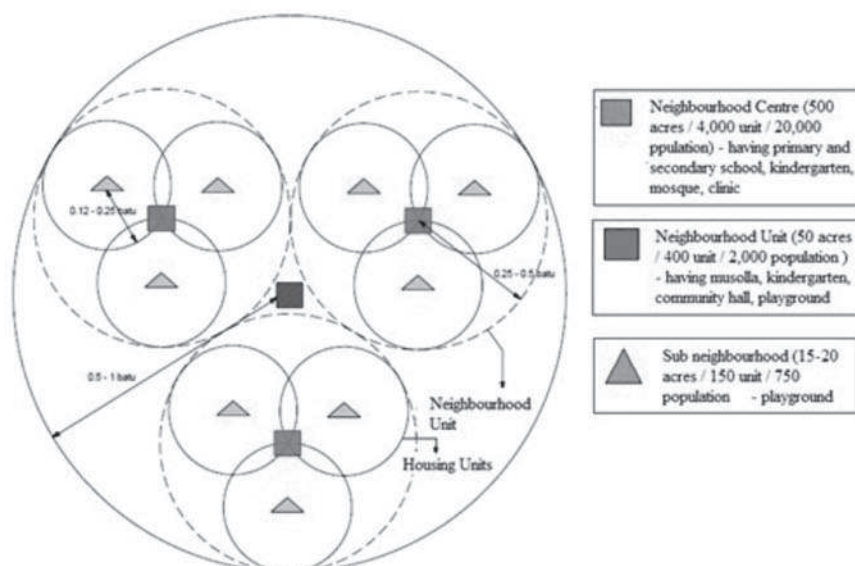 0.12 - 0.25 batu
0.25 - 0.5 batu
0.5 - 1 batu
Neighbourhood
Unit
Housing Units
Neighbourhood Centre (500
acres / 4,000 unit / 20,000
ppulation) - having primary and
secondary school, kindergarten,
mosque, clinic
Neighbourhood Unit (50 acres
/ 400 unit / 2,000 population )
- having musolla, kindergarten,
community hall, playground
Sub neighbourhood (15-20
acres / 150 unit / 750
population - playground